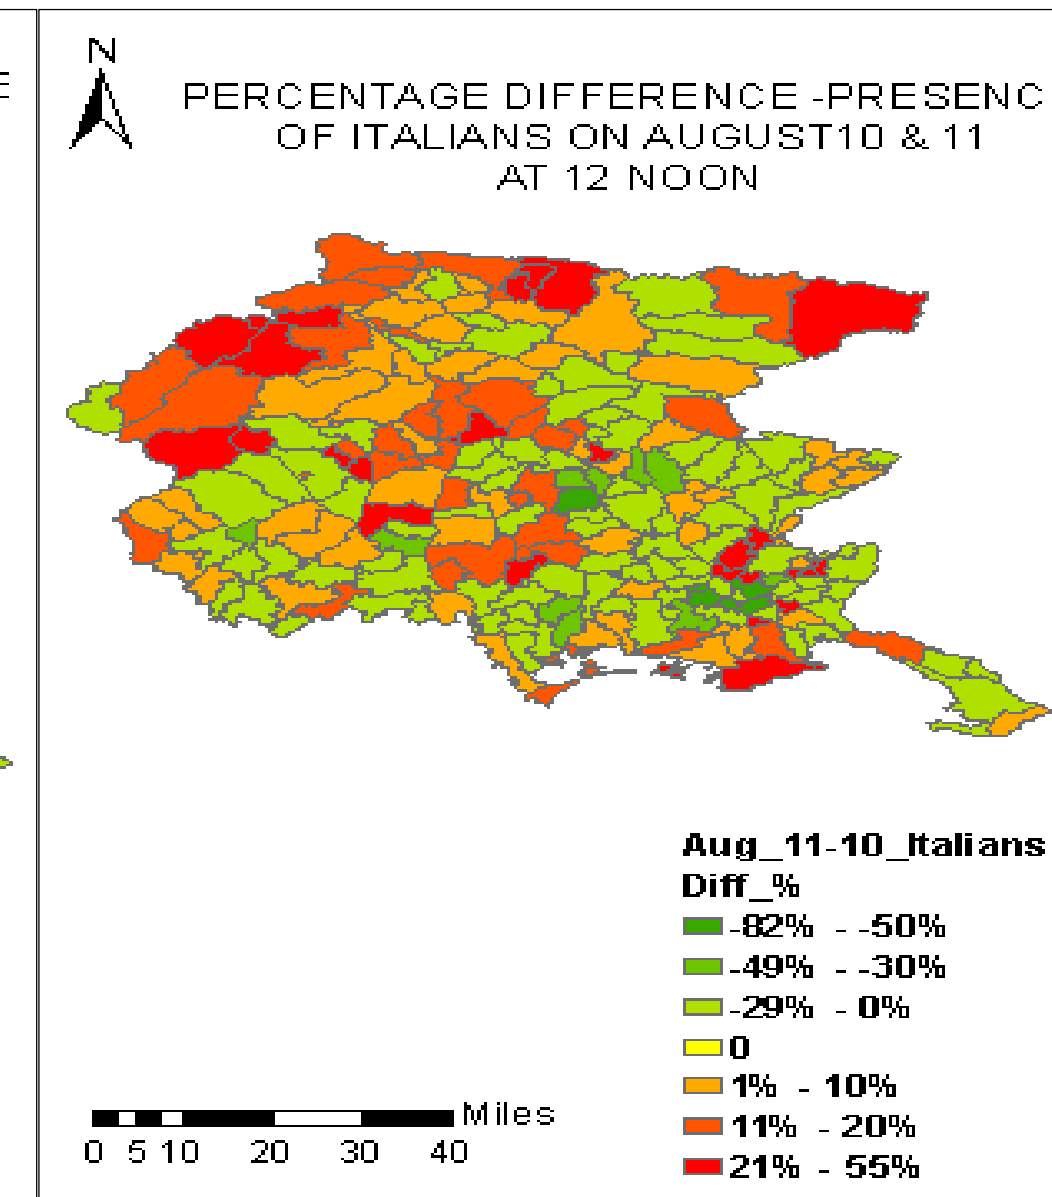 E
N
PERCENTAGE DIFFERENCE -PRESENC
OF ITALIANS ON AUGUST10 & 11
AT 12 NOON
Aug_11-10_Italians
Diff_%
-82% - -50%
-49% - -30%
-29% - 0%
0
1% - 10%
11% - 20%
21% - 55%
Miles
0 5 10 20 30 40